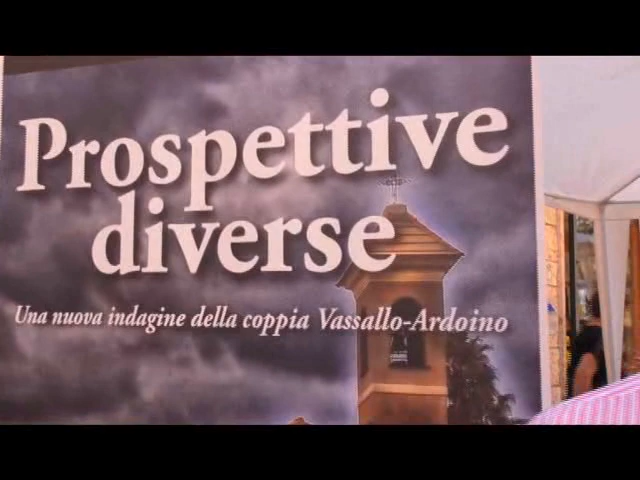 Prospettive
diverse
Una nuova indagine della coppia Vassallo-Ardoino